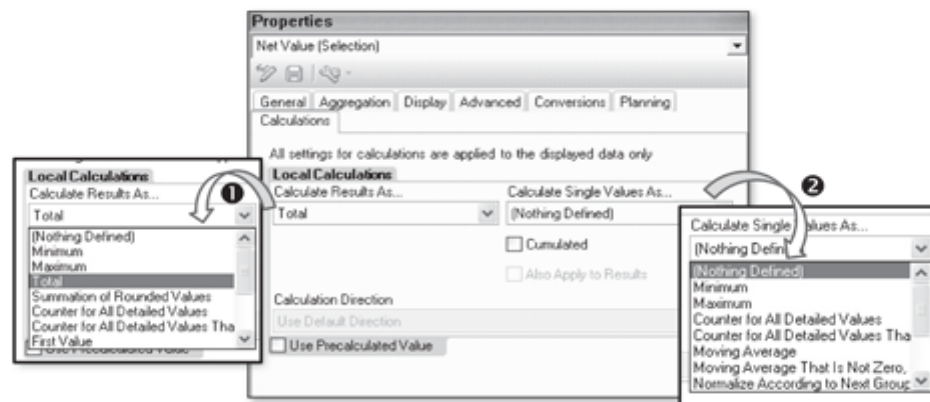 Properties
Net Value (Selection)
General Aggregation Display Advanced Conversions Planning
Calculations
All settings for calculations are applied to the displayed data only
Local Calculations
Calculate Results As... Calculate Single Values As...
Total (Nothing Defined)
Cumulated
Also Apply to Results
Calculation Direction
Use Default Direction
Use Precalculated Value
1
Local Calculations
Calculate Results As...
Total
(Nothing Defined)
Minimum
Maximum
Total
Summation of Rounded Values
Counter for All Detailed Values
Counter for All Detailed Values Tha
First Value
2
Calculate Single Values As...
(Nothing Defin
(Nothing Defined)
Minimum
Maximum
Counter for All Detailed Values
Counter for All Detailed Values Tha
Moving Average
Moving Average That Is Not Zero,
Normalize According to Next Group